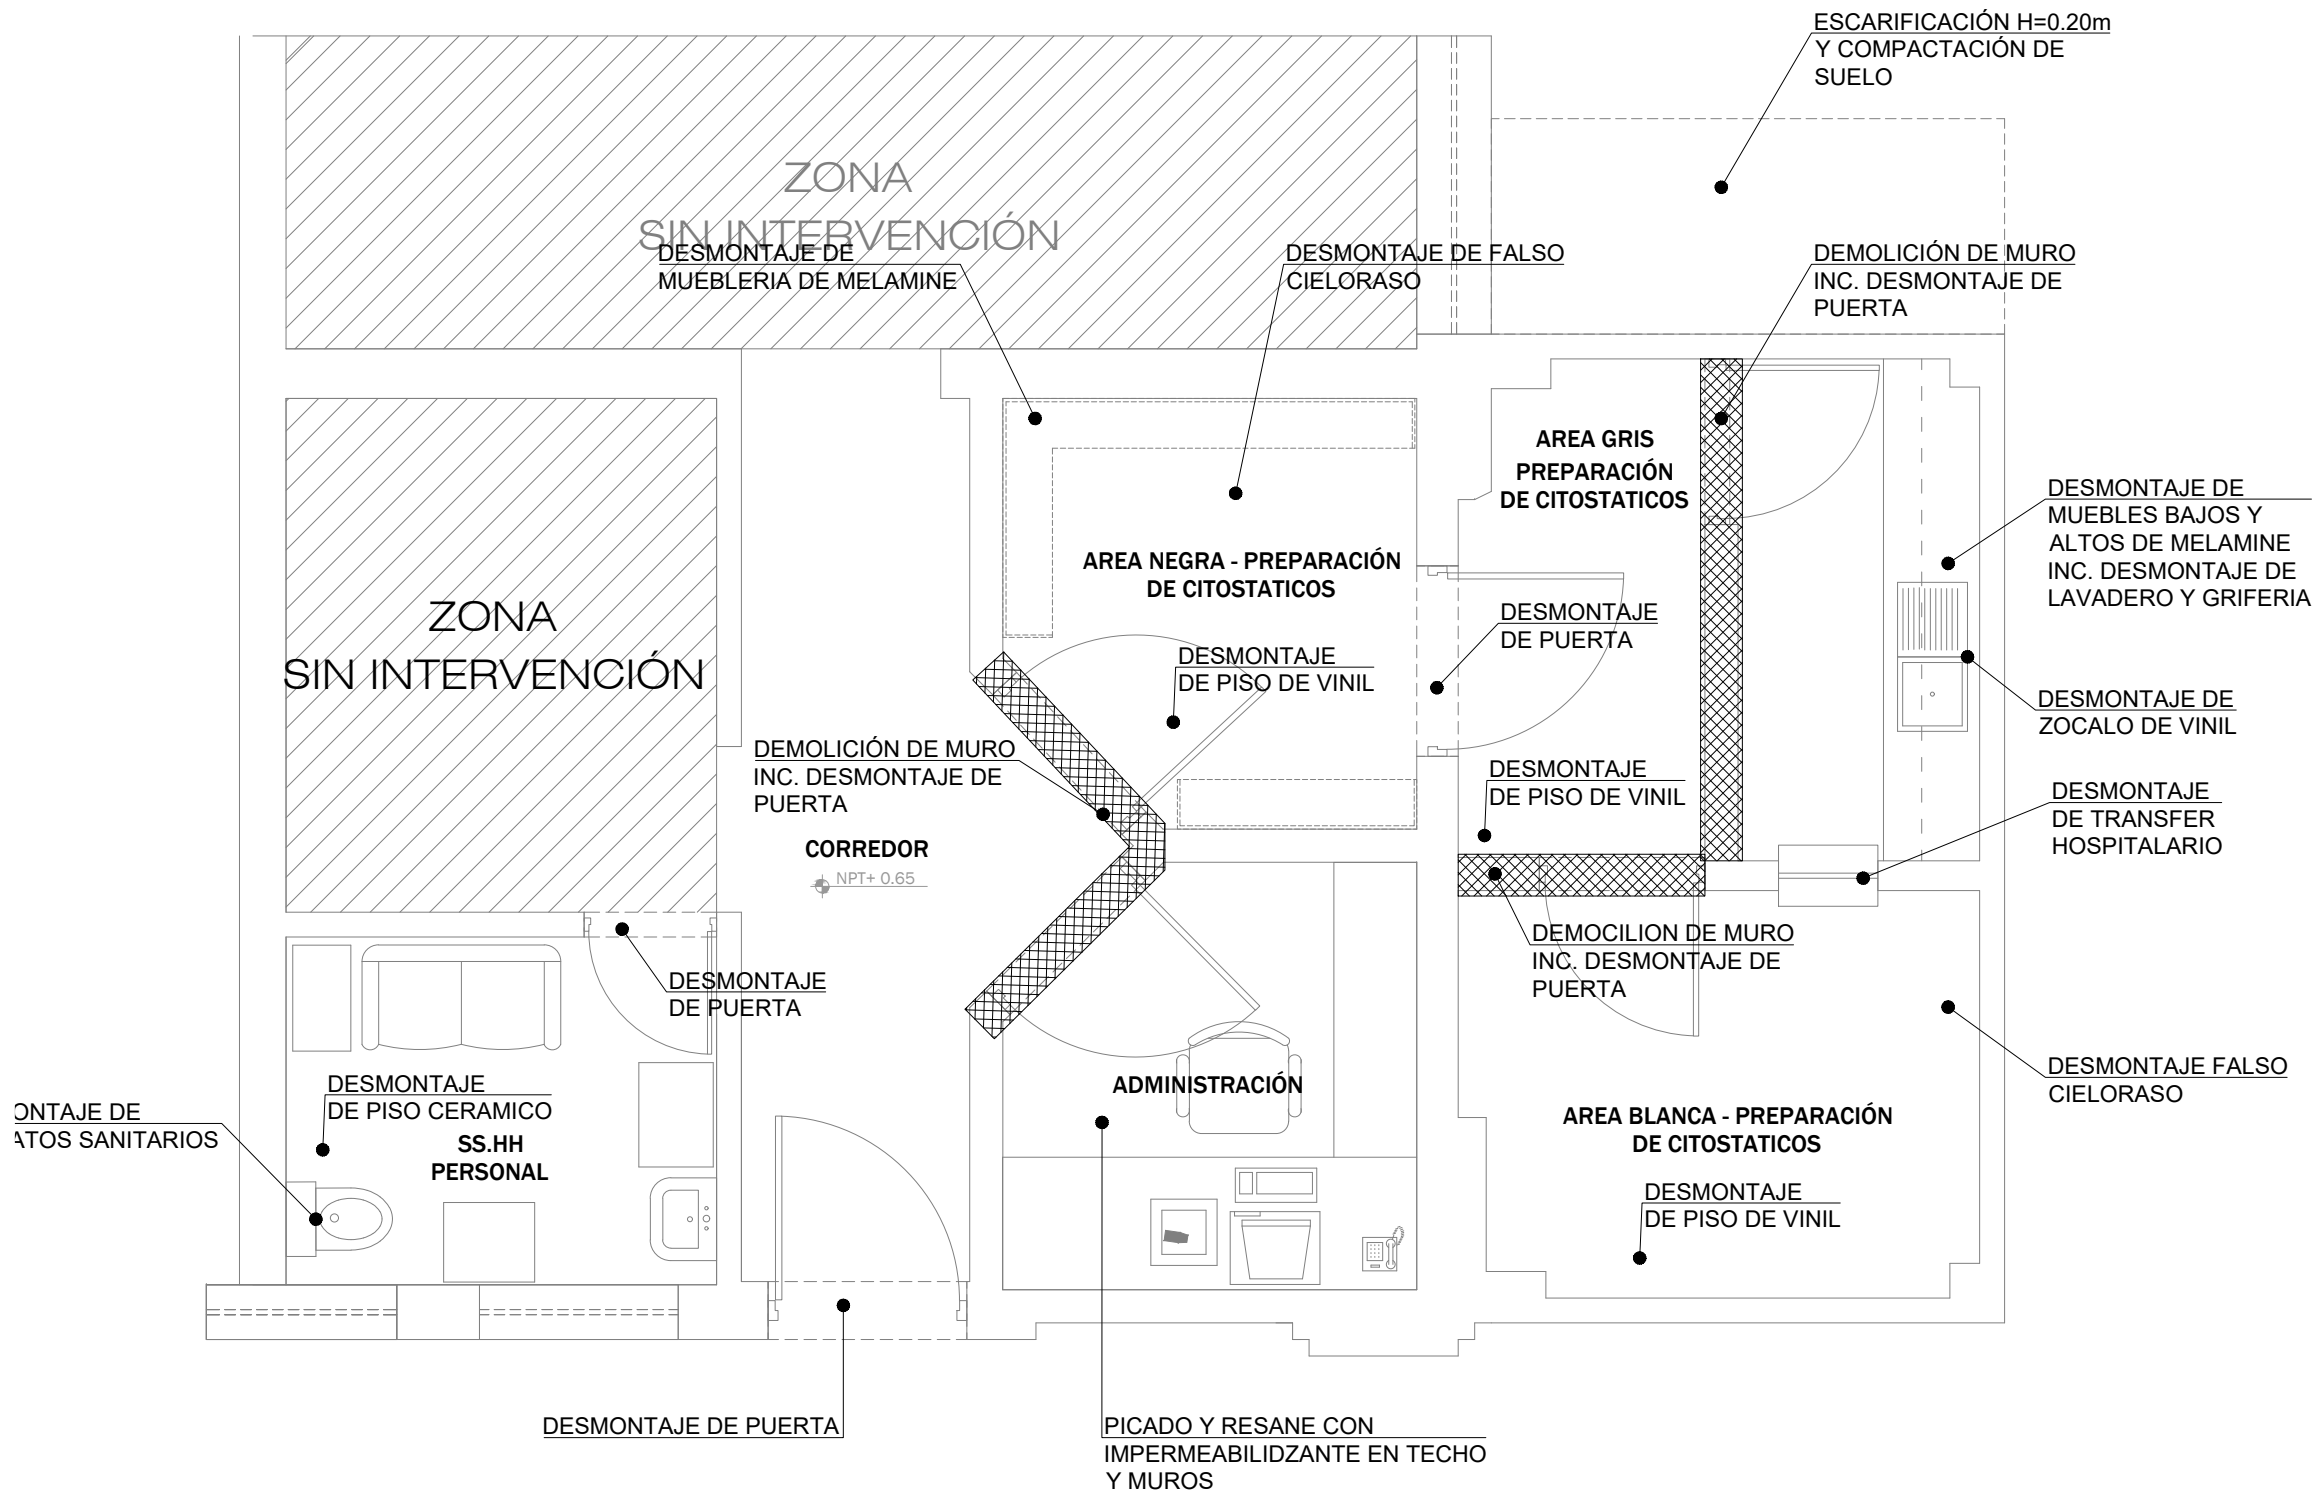 ESCARIFICACIÓN H=0.20m
Y COMPACTACIÓN DE
SUELO
ZONA
SIN INTERVENCIÓN
DESMONTAJE DE
MUEBLERIA DE MELAMINE
DESMONTAJE DE FALSO
CIELORASO
DEMOLICIÓN DE MURO
INC. DESMONTAJE DE
PUERTA
AREA GRIS
PREPARACIÓN
DE CITOSTATICOS
DESMONTAJE DE
MUEBLES BAJOS Y
ALTOS DE MELAMINE
INC. DESMONTAJE DE
LAVADERO Y GRIFERIA
AREA NEGRA - PREPARACIÓN
DE CITOSTATICOS
ZONA
SIN INTERVENCIÓN
DESMONTAJE
DE PUERTA
DESMONTAJE
DE PISO DE VINIL
DESMONTAJE DE
ZOCALO DE VINIL
DEMOLICIÓN DE MURO
INC. DESMONTAJE DE
PUERTA
DESMONTAJE
DE PISO DE VINIL
DESMONTAJE
DE TRANSFER
HOSPITALARIO
CORREDOR
NPT+ 0.65
DEMOCILION DE MURO
INC. DESMONTAJE DE
PUERTA
DESMONTAJE
DE PUERTA
DESMONTAJE FALSO
CIELORASO
ADMINISTRACIÓN
DESMONTAJE
DE PISO CERAMICO
ONTAJE DE
ATOS SANITARIOS
SS.HH
PERSONAL
AREA BLANCA - PREPARACIÓN
DE CITOSTATICOS
DESMONTAJE
DE PISO DE VINIL
DESMONTAJE DE PUERTA
PICADO Y RESANE CON
IMPERMEABILIDZANTE EN TECHO
Y MUROS